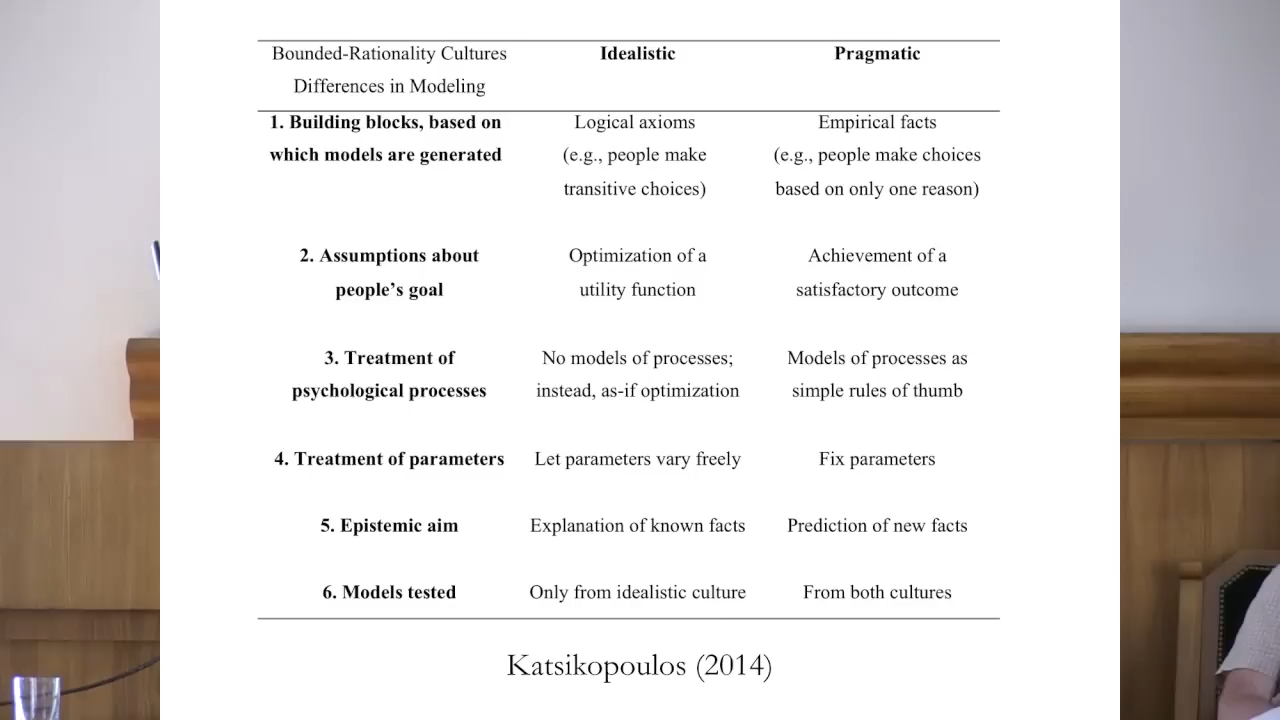 Bounded-Rationality Cultures Idealistic Pragmatic
Differences in Modeling
1. Building blocks, based on Logical axioms Empirical facts
which models are generated (e.g., people make (e.g., people make choices
transitive choices) based on only one reason)
2. Assumptions about Optimization of a Achievement of a
people's goal utility function satisfactory outcome
3. Treatment of No models of processes; Models of processes as
psychological processes instead, as-if optimization simple rules of thumb
4. Treatment of parameters Let parameters vary freely Fix parameters
5. Epistemic aim Explanation of known facts Prediction of new facts
6. Models tested Only from idealistic culture From both cultures
Katsikopoulos (2014)